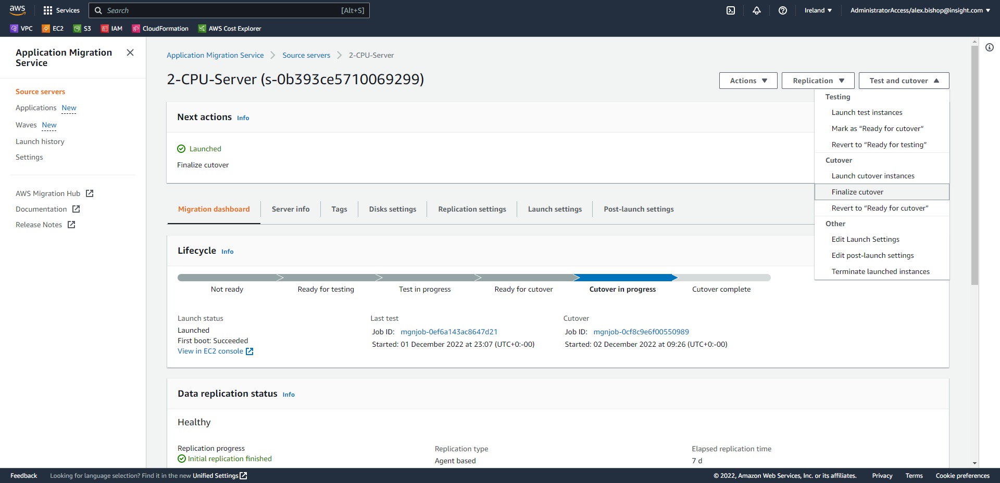 aws
Services
Search
[Alt+S]
Ireland
AdministratorAccess/alex.bishop@insight.com
VPC
EC2
S3
IAM
CloudFormation
AWS Cost Explorer
Application Migration
Service
Source servers
Applications New
Waves New
Launch history
Settings
AWS Migration Hub
Documentation
Release Notes
Application Migration Service
Source servers
2-CPU-Server
2-CPU-Server (s-0b393ce5710069299)
Actions
Replication
Test and cutover
Testing
Launch test instances
Mark as “Ready for cutover“
Revert to “Ready for testing”
Cutover
Launch cutover instances
Finalize cutover
Revert to “Ready for cutover”
Other
Edit Launch Settings
Edit post-launch settings
Terminate launched instances
Next actions Info
Launched
Finalize cutover
Migration dashboard
Server info
Tags
Disks settings
Replication settings
Launch settings
Post-launch settings
Lifecycle Info
Not ready
Ready for testing
Test in progress
Ready for cutover
Cutover in progress
Cutover complete
Launch status
Launched
First boot: Succeeded
View in EC2 console
Last test
Job ID: mgnjob-0ef6a143ac8647d21
Started: 01 December 2022 at 23:07 (UTC+0:-00)
Cutover
Job ID: mgnjob-0cf8c9e6f00550989
Started: 02 December 2022 at 09:26 (UTC+0:-00)
Data replication status Info
Healthy
Replication progress
Initial replication finished
Replication type
Agent based
Elapsed replication time
7 d
Feedback
Looking for language selection? Find it in the new Unified Settings
© 2022, Amazon Web Services, Inc. or its affiliates.
Privacy
Terms
Cookie preferences